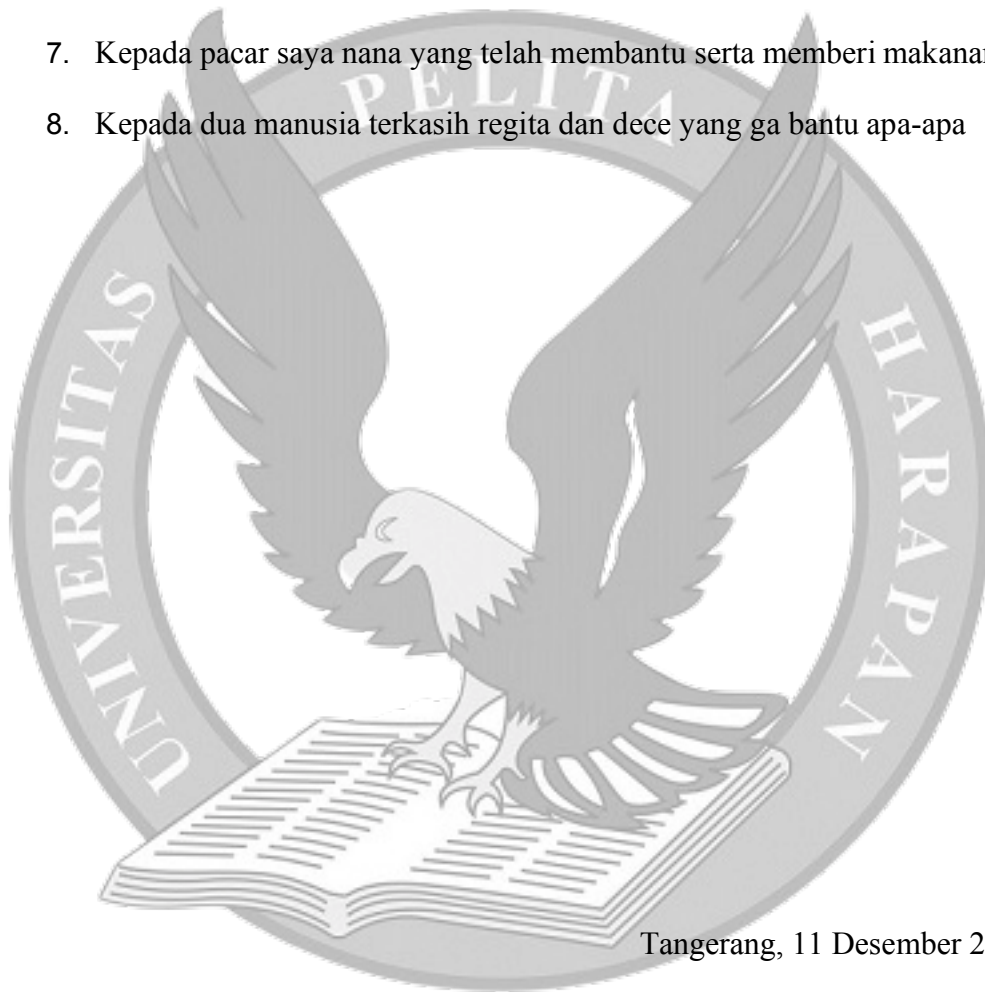 7. Kepada pacar saya nana yang telah membantu serta memberi makanan
8. Kepada dua manusia terkasih regita dan dece yang ga bantu apa-apa
UNIVERSITAS PELITA HARAPAN
Tangerang, 11 Desember 2